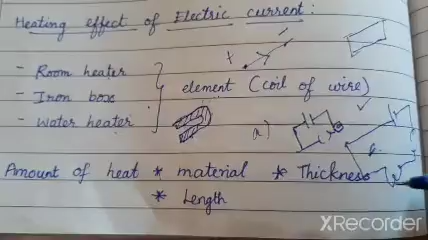 Heating effect of Electric current:
- Room heater
- Iron box
- Water heater
element (coil of wire)
a)
Amount of heat * material * Thickness
* Length
XRecorder